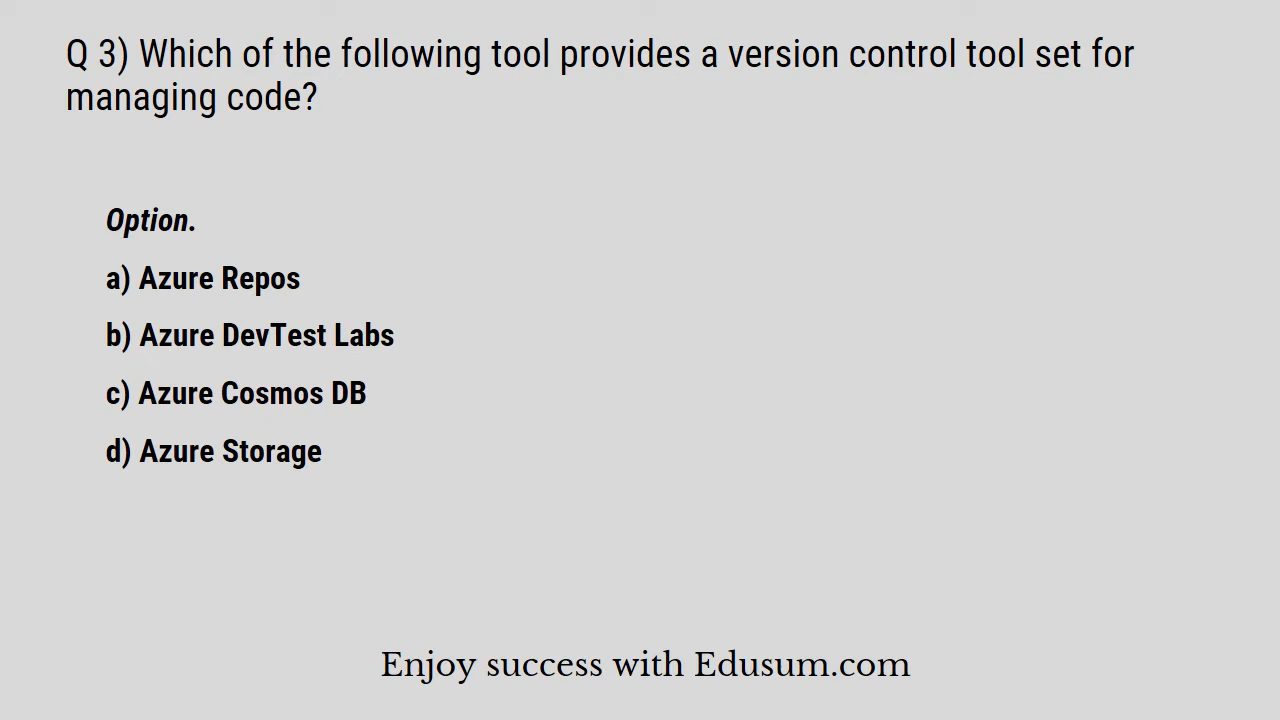 Q 3) Which of the following tool provides a version control tool set for
managing code?
Option.
a) Azure Repos
b) Azure DevTest Labs
c) Azure Cosmos DB
d) Azure Storage
Enjoy success with Edusum.com